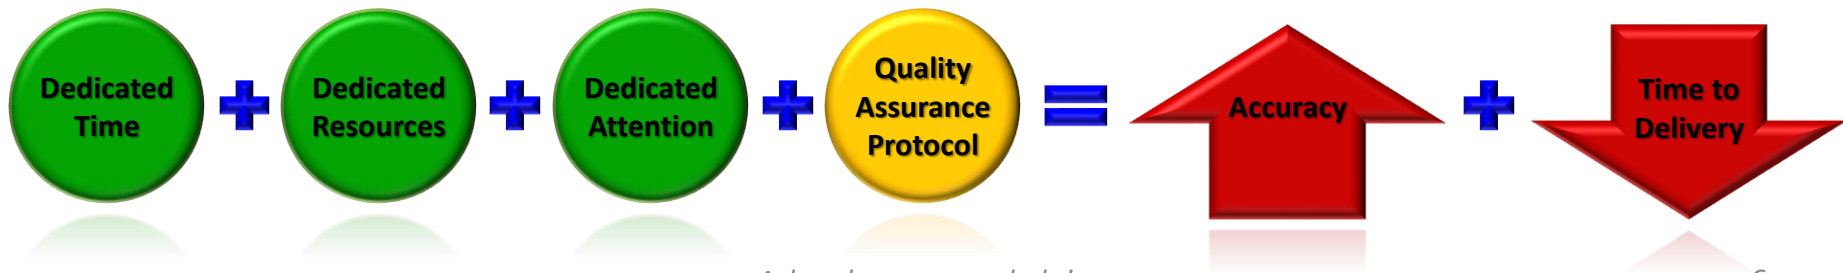 Dedicated
Time
+
Dedicated
Resources
+
Dedicated
Attention
+
Quality
Assurance
Protocol
=
Accuracy
+
Time to
Delivery